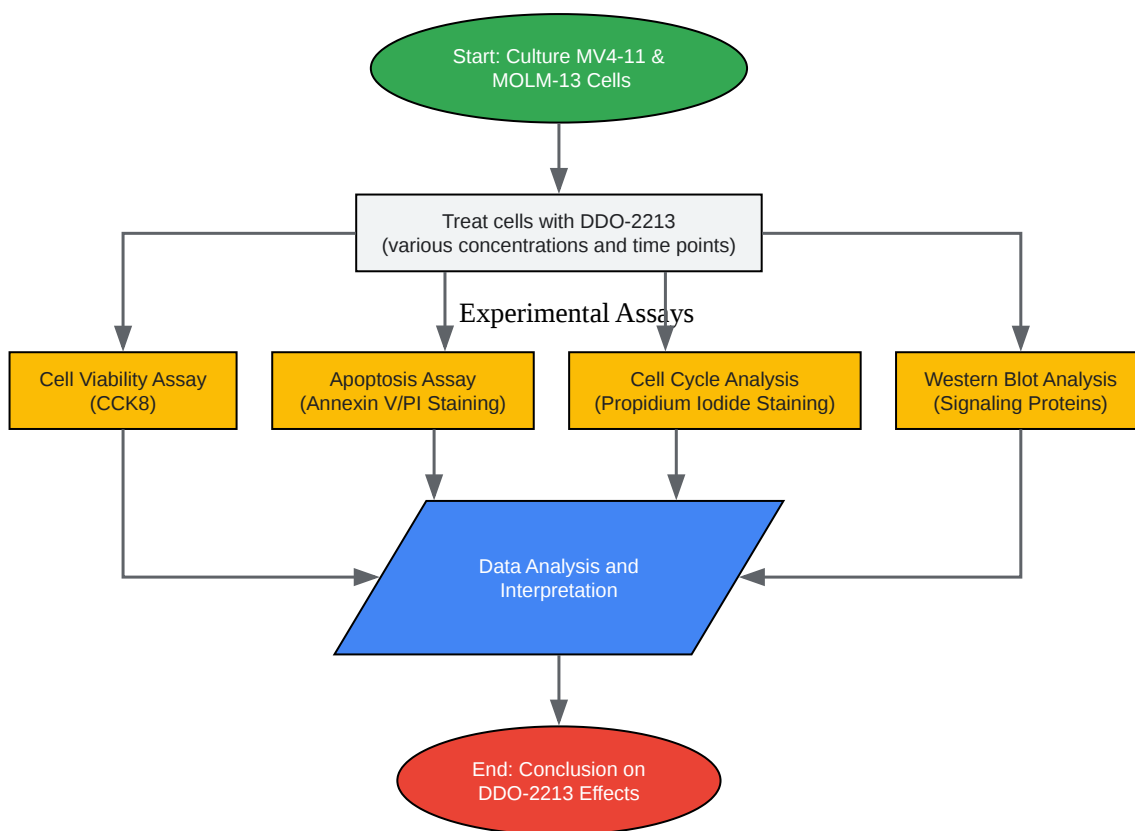 Start: Culture MV4-11 &
MOLM-13 Cells
Treat cells with DDO-2213
(various concentrations and time points)
Experimental Assays
Cell Viability Assay
(CCK8)
Apoptosis Assay
(Annexin V/PI Staining)
Cell Cycle Analysis
(Propidium Iodide Staining)
Western Blot Analysis
(Signaling Proteins)
Data Analysis and
Interpretation
End: Conclusion on
DDO-2213 Effects